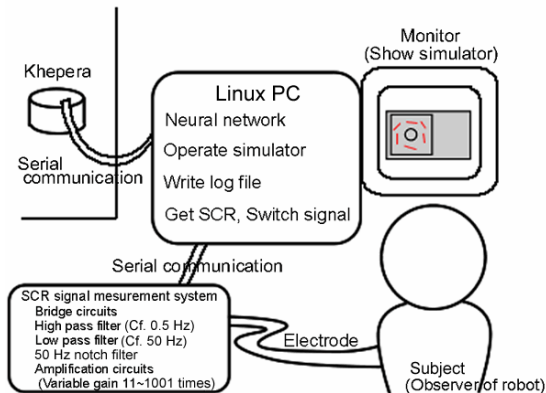 Khepera
Serial
communication
Linux PC
Neural network
Operate simulator
Write log file
Get SCR, Switch signal
Monitor
(Show simulator)
Serial communication
SCR signal mesurement system
Bridge circuits
High pass filter (Cf. 0.5 Hz)
Low pass filter (Cf. 50 Hz)
50 Hz notch filter
Amplification circuits
(Variable gain 11~1001 times)
Electrode
Subject
(Observer of robot)